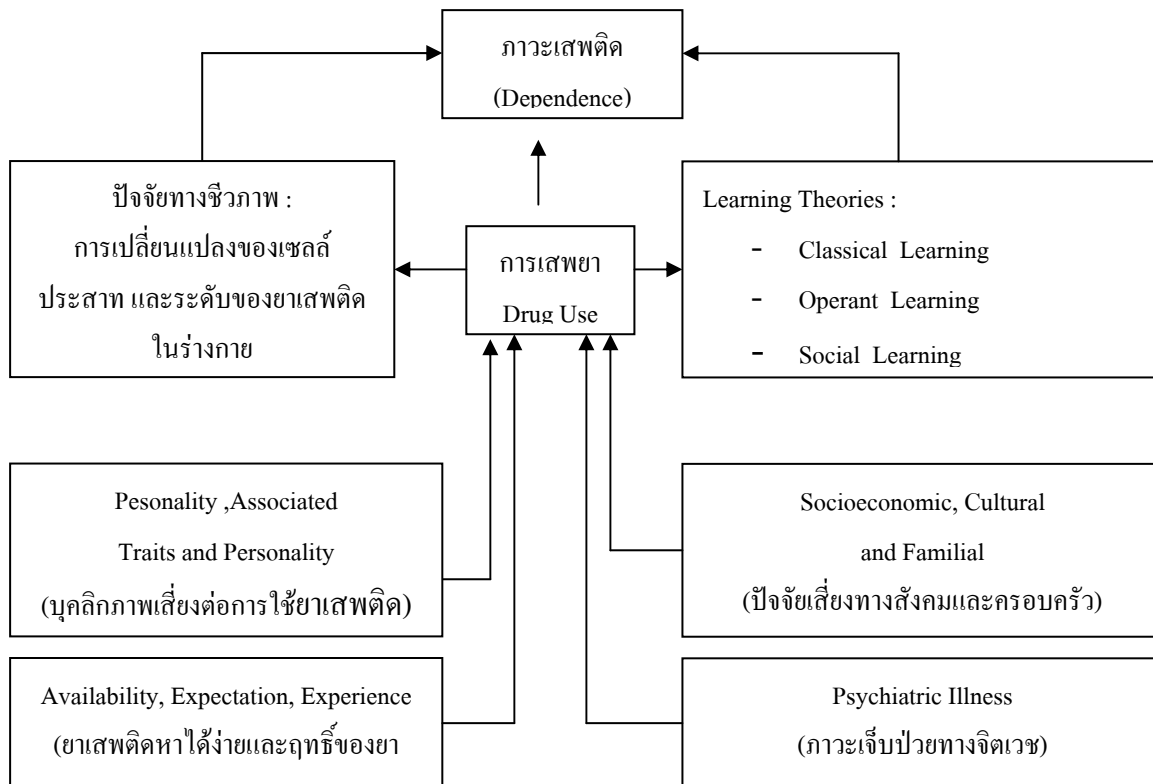 ภาวะเสพติด
(Dependence)
ปัจจัยทางชีวภาพ :
การเปลี่ยนแปลงของเซลล์
ประสาท และระดับของยาเสพติด
ในร่างกาย
การเสพยา
Drug Use
Learning Theories :
- Classical Learning
- Operant Learning
- Social Learning
Pesonality ,Associated
Traits and Personality
(บุคลิกภาพเสี่ยงต่อการใช้ยาเสพติด)
Socioeconomic, Cultural
and Familial
(ปัจจัยเสี่ยงทางสังคมและครอบครัว)
Availability, Expectation, Experience
(ยาเสพติดหาได้ง่ายและฤทธิ์ของยา
Psychiatric Illness
(ภาวะเจ็บป่วยทางจิตเวช)